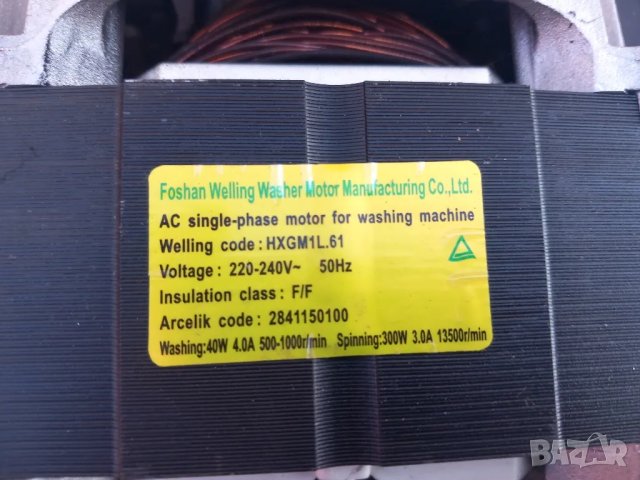 Foshan Welling Washer Motor Manufacturing Co.,Ltd.
AC single-phase motor for washing machine
Welling code : HXGM1L.61
Voltage : 220-240V~ 50Hz
Insulation class : F/F
Arcelik code : 2841150100
Washing:40W 4.0A 500-1000r/min Spinning:300W 3.0A 13500r/min
BAZAR.bg